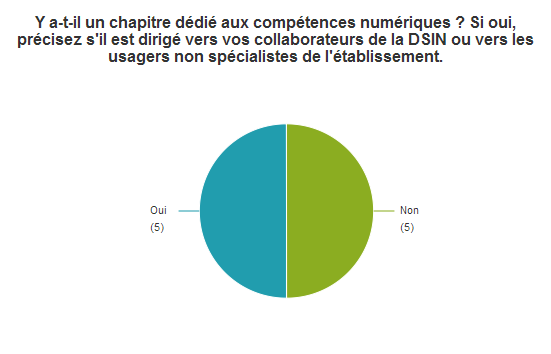 Y a-t-il un chapitre dédié aux compétences numériques ? Si oui,
précisez s'il est dirigé vers vos collaborateurs de la DSIN ou vers les
usagers non spécialistes de l'établissement.
Oui
(5)
Non
(5)